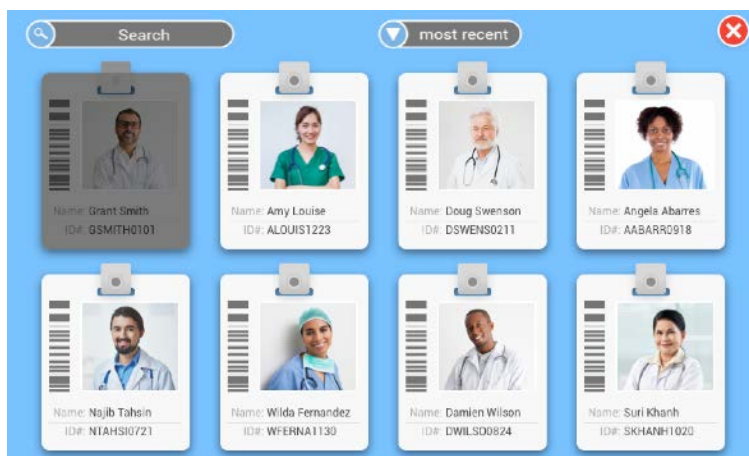 Search
most recent
Name: Grant Smith
ID#: GSMITH0101
Name: Amy Louise
ID#: ALOUIS1223
Name: Doug Swenson
ID#: DSWENS0211
Name: Angela Abarres
ID#: AABARR0918
Name: Najib Tahsin
ID#: NTAHSI0721
Name: Wilda Fernandez
ID#: WFERNA1130
Name: Damien Wilson
ID#: DWILSO0824
Name: Suri Khanh
ID#: SKHANH1020